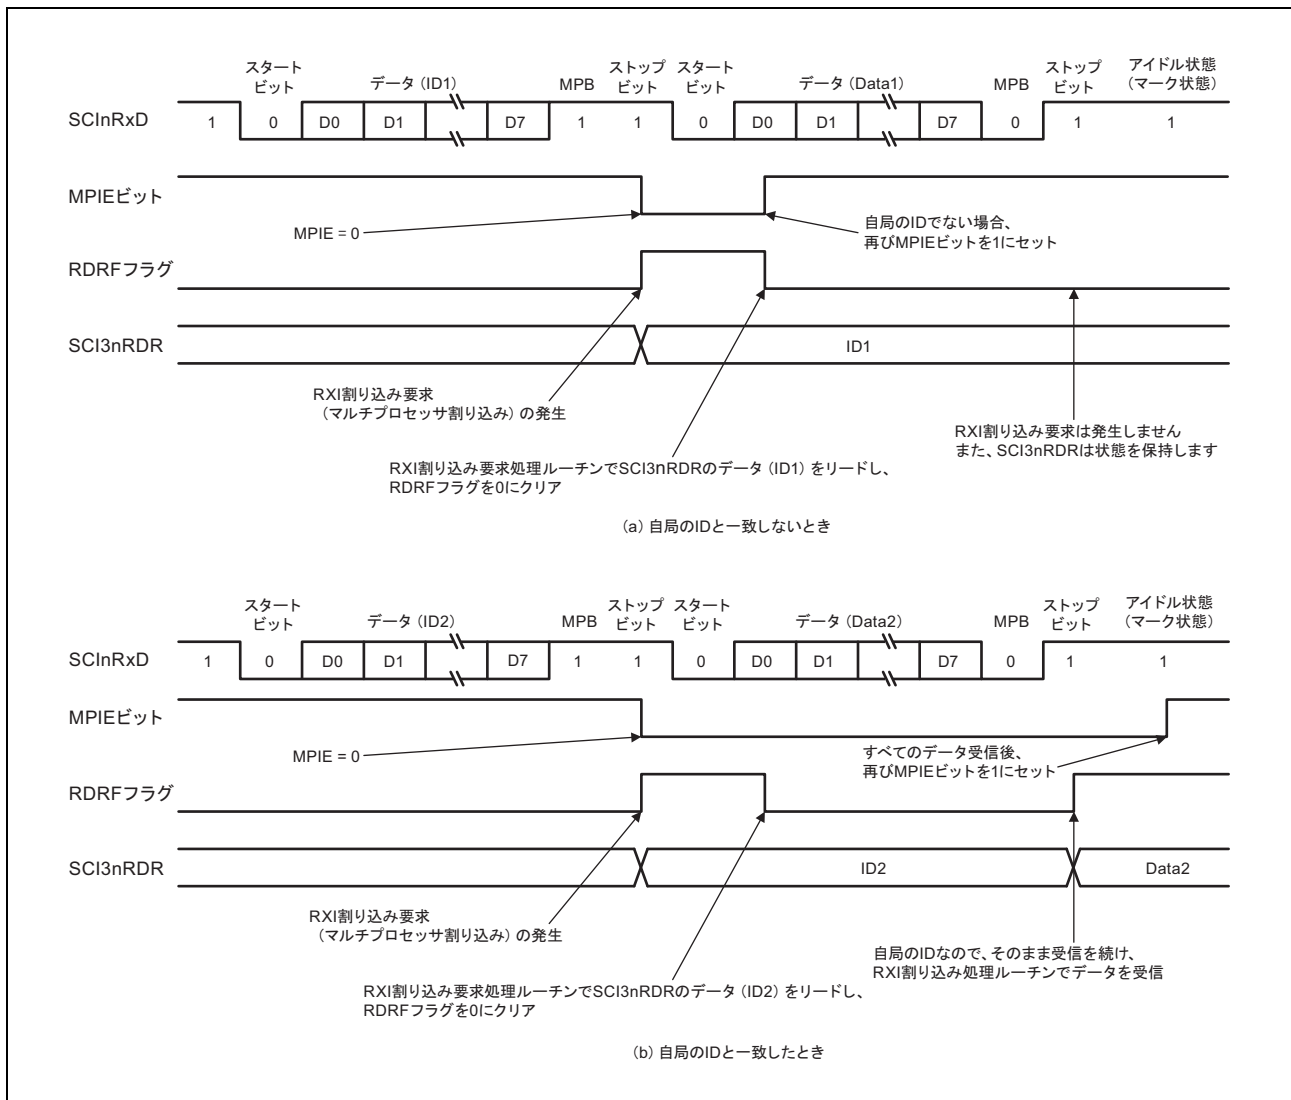 スタート
ビット
データ（ID1）
MPB
ストップ
ビット
スタート
ビット
データ（Data1）
MPB
ストップ
ビット
アイドル状態
（マーク状態）
SCInRxD
1 0 D0 D1 D7 1 1 0 D0 D1 D7 0 1 1
MPIEビット
MPIE = 0
自局のIDでない場合、
再びMPIEビットを1にセット
RDRFフラグ
SCI3nRDR
ID1
RXI割り込み要求
（マルチプロセッサ割り込み）の発生
RXI割り込み要求は発生しません
また、SCI3nRDRは状態を保持します
RXI割り込み要求処理ルーチンでSCI3nRDRのデータ（ID1）をリードし、
RDRFフラグを0にクリア
(a) 自局のIDと一致しないとき
スタート
ビット
データ（ID2）
MPB
ストップ
ビット
スタート
ビット
データ（Data2）
MPB
ストップ
ビット
アイドル状態
（マーク状態）
SCInRxD
1 0 D0 D1 D7 1 1 0 D0 D1 D7 0 1 1
MPIEビット
MPIE = 0
すべてのデータ受信後、
再びMPIEビットを1にセット
RDRFフラグ
SCI3nRDR
ID2
Data2
RXI割り込み要求
（マルチプロセッサ割り込み）の発生
自局のIDなので、そのまま受信を続け、
RXI割り込み処理ルーチンでデータを受信
RXI割り込み要求処理ルーチンでSCI3nRDRのデータ（ID2）をリードし、
RDRFフラグを0にクリア
(b) 自局のIDと一致したとき